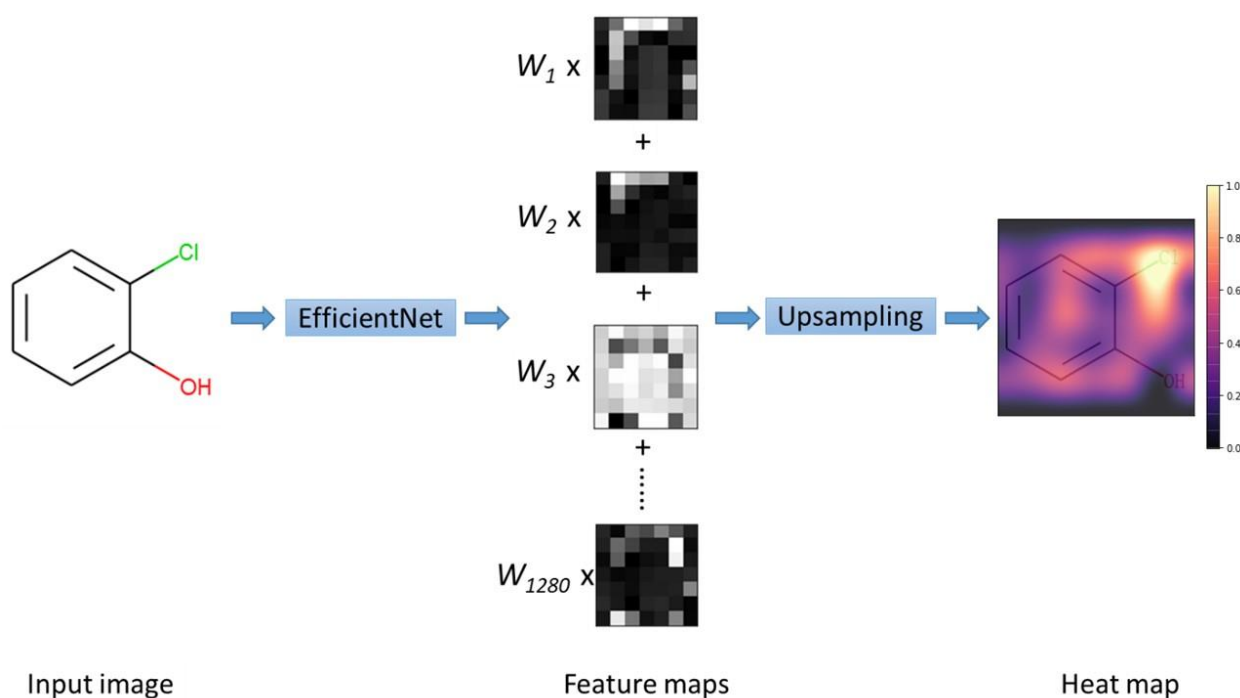 W1 x
+
W2 x
+
W3 x
+
W1280 x
Cl
OH
EfficientNet
Upsampling
Cl
OH
1.0
0.8
0.6
0.4
0.2
0.0
Input image
Feature maps
Heat map